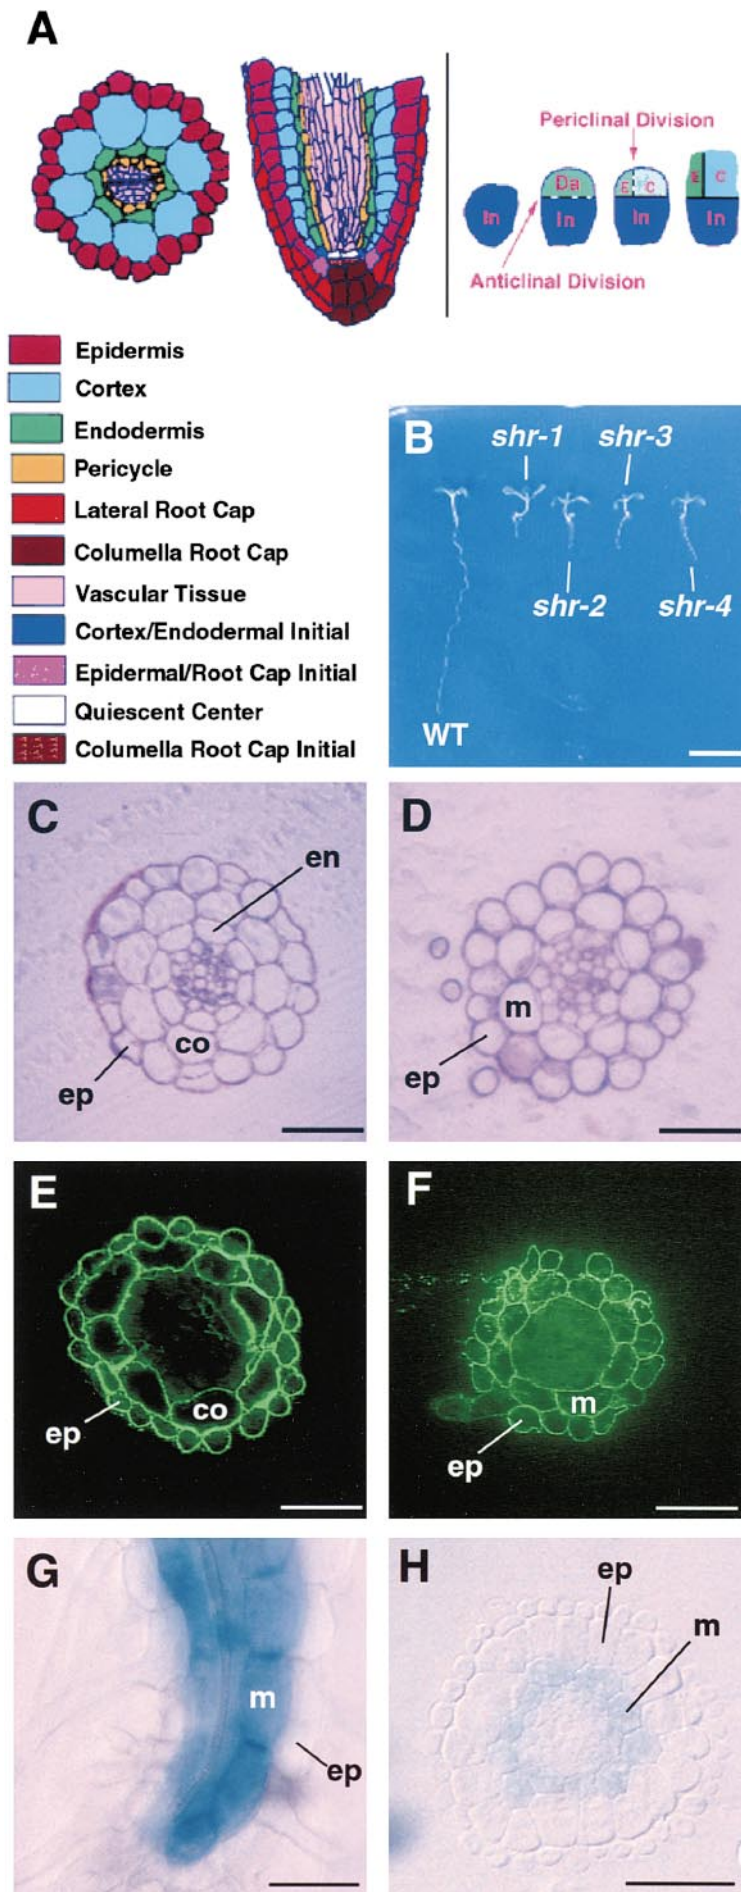 A
Periclinal Division
In
Da
In
E C
In
E C
In
Anticlinal Division
Epidermis
Cortex
Endodermis
Pericycle
Lateral Root Cap
Columella Root Cap
Vascular Tissue
Cortex/Endodermal Initial
Epidermal/Root Cap Initial
Quiescent Center
Columella Root Cap Initial
B
shr-1 shr-3
shr-2 shr-4
WT
C
en
co
ep
D
m
ep
E
co
ep
F
m
ep
G
m
ep
H
ep
m